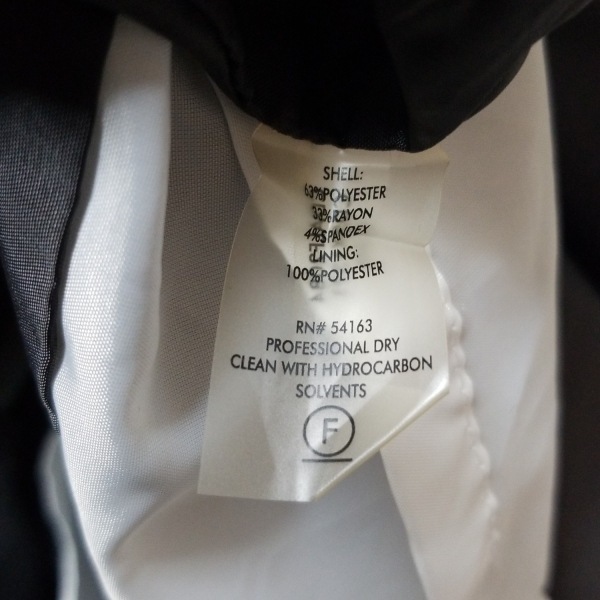 SHELL:
63%POLYESTER
33%RAYON
4%SPANDEX
LINING:
100%POLYESTER
RN# 54163
PROFESSIONAL DRY
CLEAN WITH HYDROCARBON
SOLVENTS
F